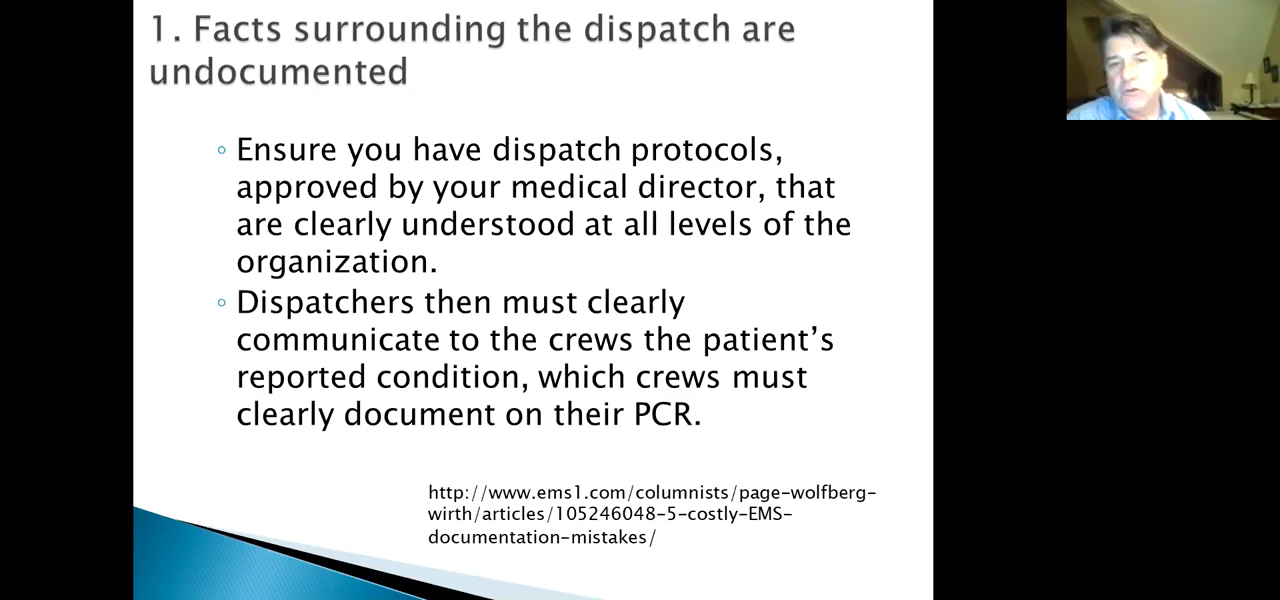 1. Facts surrounding the dispatch are
undocumented
◦ Ensure you have dispatch protocols,
approved by your medical director, that
are clearly understood at all levels of the
organization.
◦ Dispatchers then must clearly
communicate to the crews the patient’s
reported condition, which crews must
clearly document on their PCR.
http://www.ems1.com/columnists/page-wolfberg-
wirth/articles/105246048-5-costly-EMS-
documentation-mistakes/